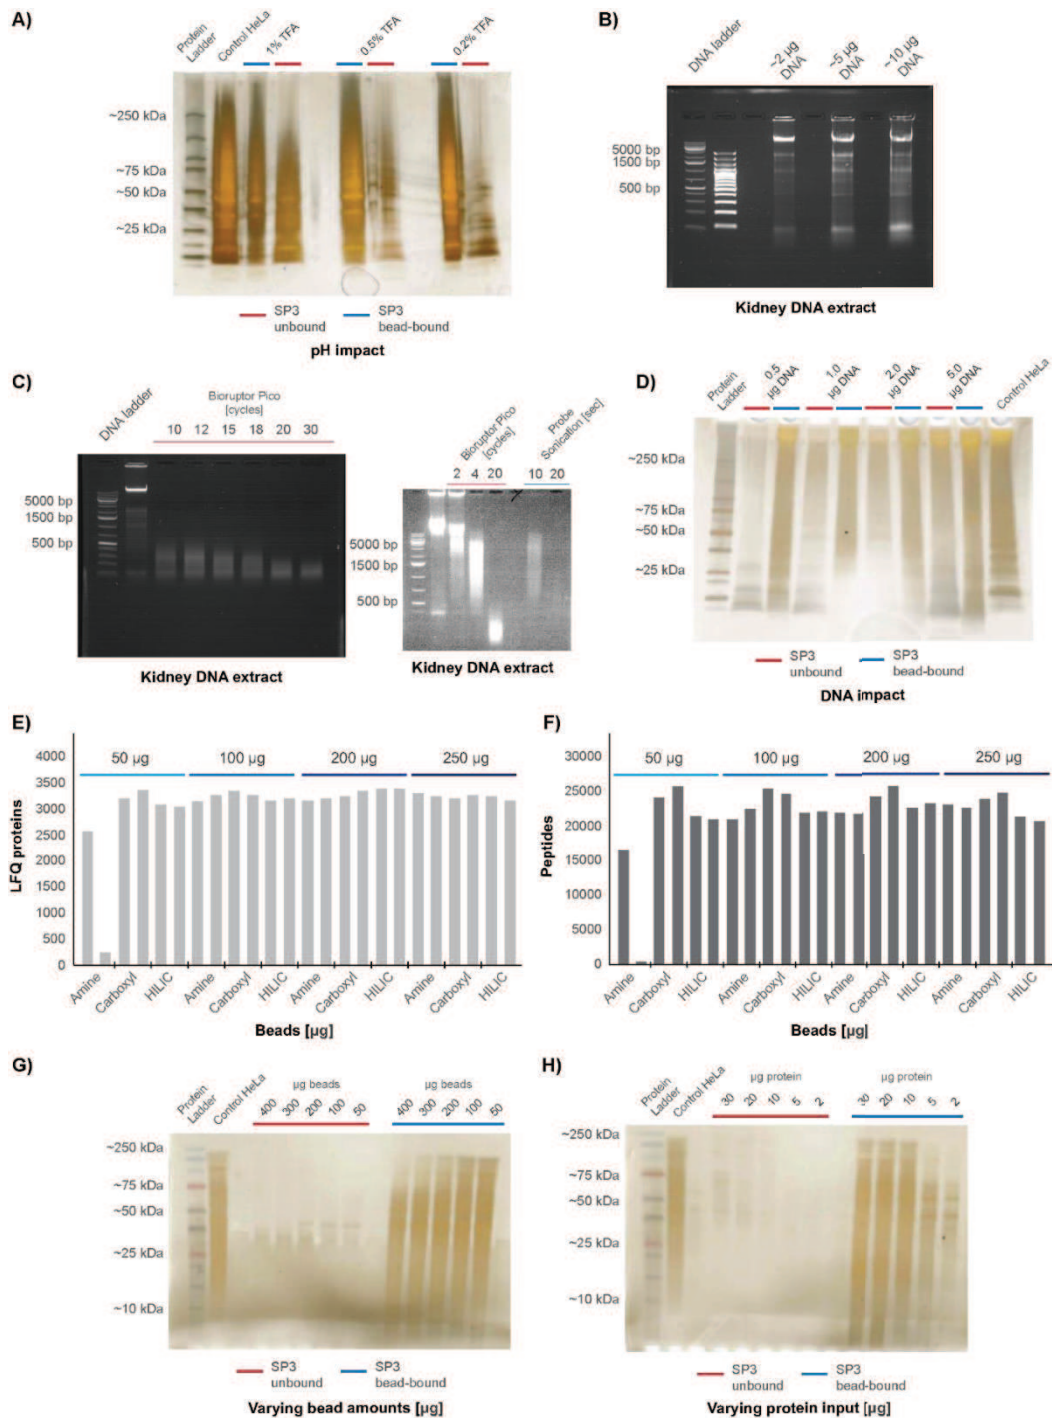 A)
Protein
Ladder
Control HeLa
1% TFA
0.5% TFA
0.2% TFA
~250 kDa
~75 kDa
~50 kDa
~25 kDa
SP3
unbound
SP3
bead-bound
pH impact
B)
DNA ladder
~2 µg
DNA
~5 µg
DNA
~10 µg
DNA
5000 bp
1500 bp
500 bp
Kidney DNA extract
C)
DNA ladder
Bioruptor Pico
[cycles]
10 12 15 18 20 30
5000 bp
1500 bp
500 bp
Kidney DNA extract
Bioruptor Pico
[cycles]
Probe
Sonication [sec]
2 4 20 10 20
5000 bp
1500 bp
500 bp
Kidney DNA extract
D)
Protein
Ladder
0.5
µg DNA
1.0
µg DNA
2.0
µg DNA
5.0
µg DNA
Control HeLa
~250 kDa
~75 kDa
~50 kDa
~25 kDa
SP3
unbound
SP3
bead-bound
DNA impact
E)
50 µg 100 µg 200 µg 250 µg
4000
3500
3000
2500
2000
1500
1000
500
0
LFQ proteins
Amine Carboxyl HILIC Amine Carboxyl HILIC Amine Carboxyl HILIC Amine Carboxyl HILIC
Beads [µg]
F)
50 µg 100 µg 200 µg 250 µg
30000
25000
20000
15000
10000
5000
0
Peptides
Amine Carboxyl HILIC Amine Carboxyl HILIC Amine Carboxyl HILIC Amine Carboxyl HILIC
Beads [µg]
G)
Protein
Ladder
Control HeLa
µg beads
400 300 200 100 50
µg beads
400 300 200 100 50
~250 kDa
~75 kDa
~50 kDa
~25 kDa
~10 kDa
SP3
unbound
SP3
bead-bound
Varying bead amounts [µg]
H)
Protein
Ladder
Control HeLa
µg protein
30 20 10 5 2
µg protein
30 20 10 5 2
~250 kDa
~75 kDa
~50 kDa
~25 kDa
~10 kDa
SP3
unbound
SP3
bead-bound
Varying protein input [µg]